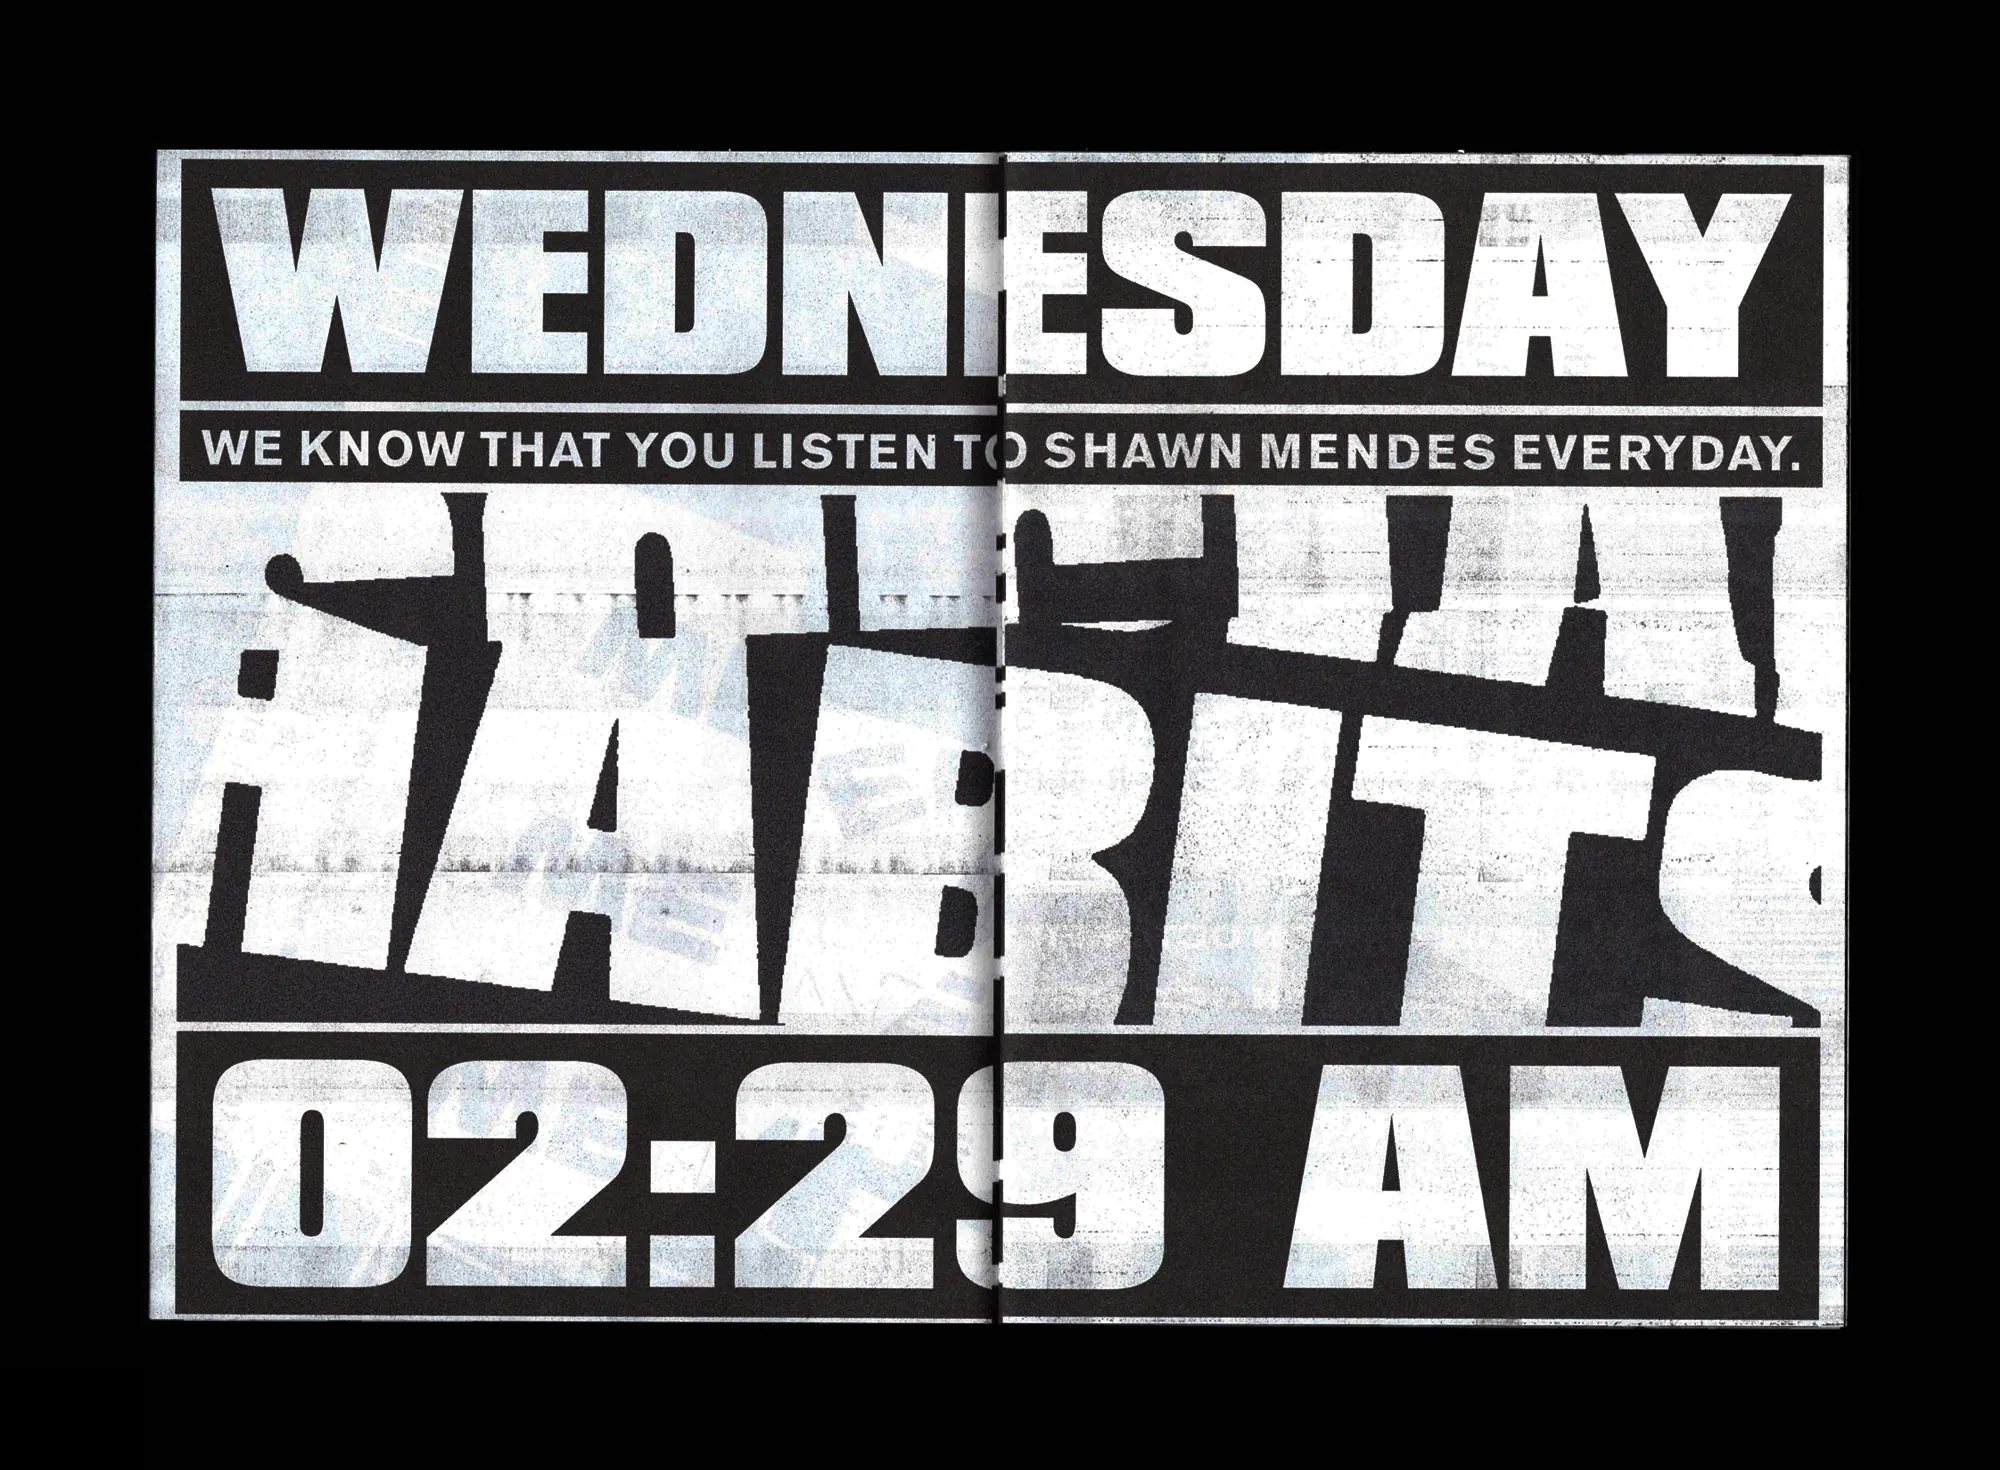 WEDNESDAY
WE KNOW THAT YOU LISTEN TO SHAWN MENDES EVERYDAY.
HABITS
02:29 AM